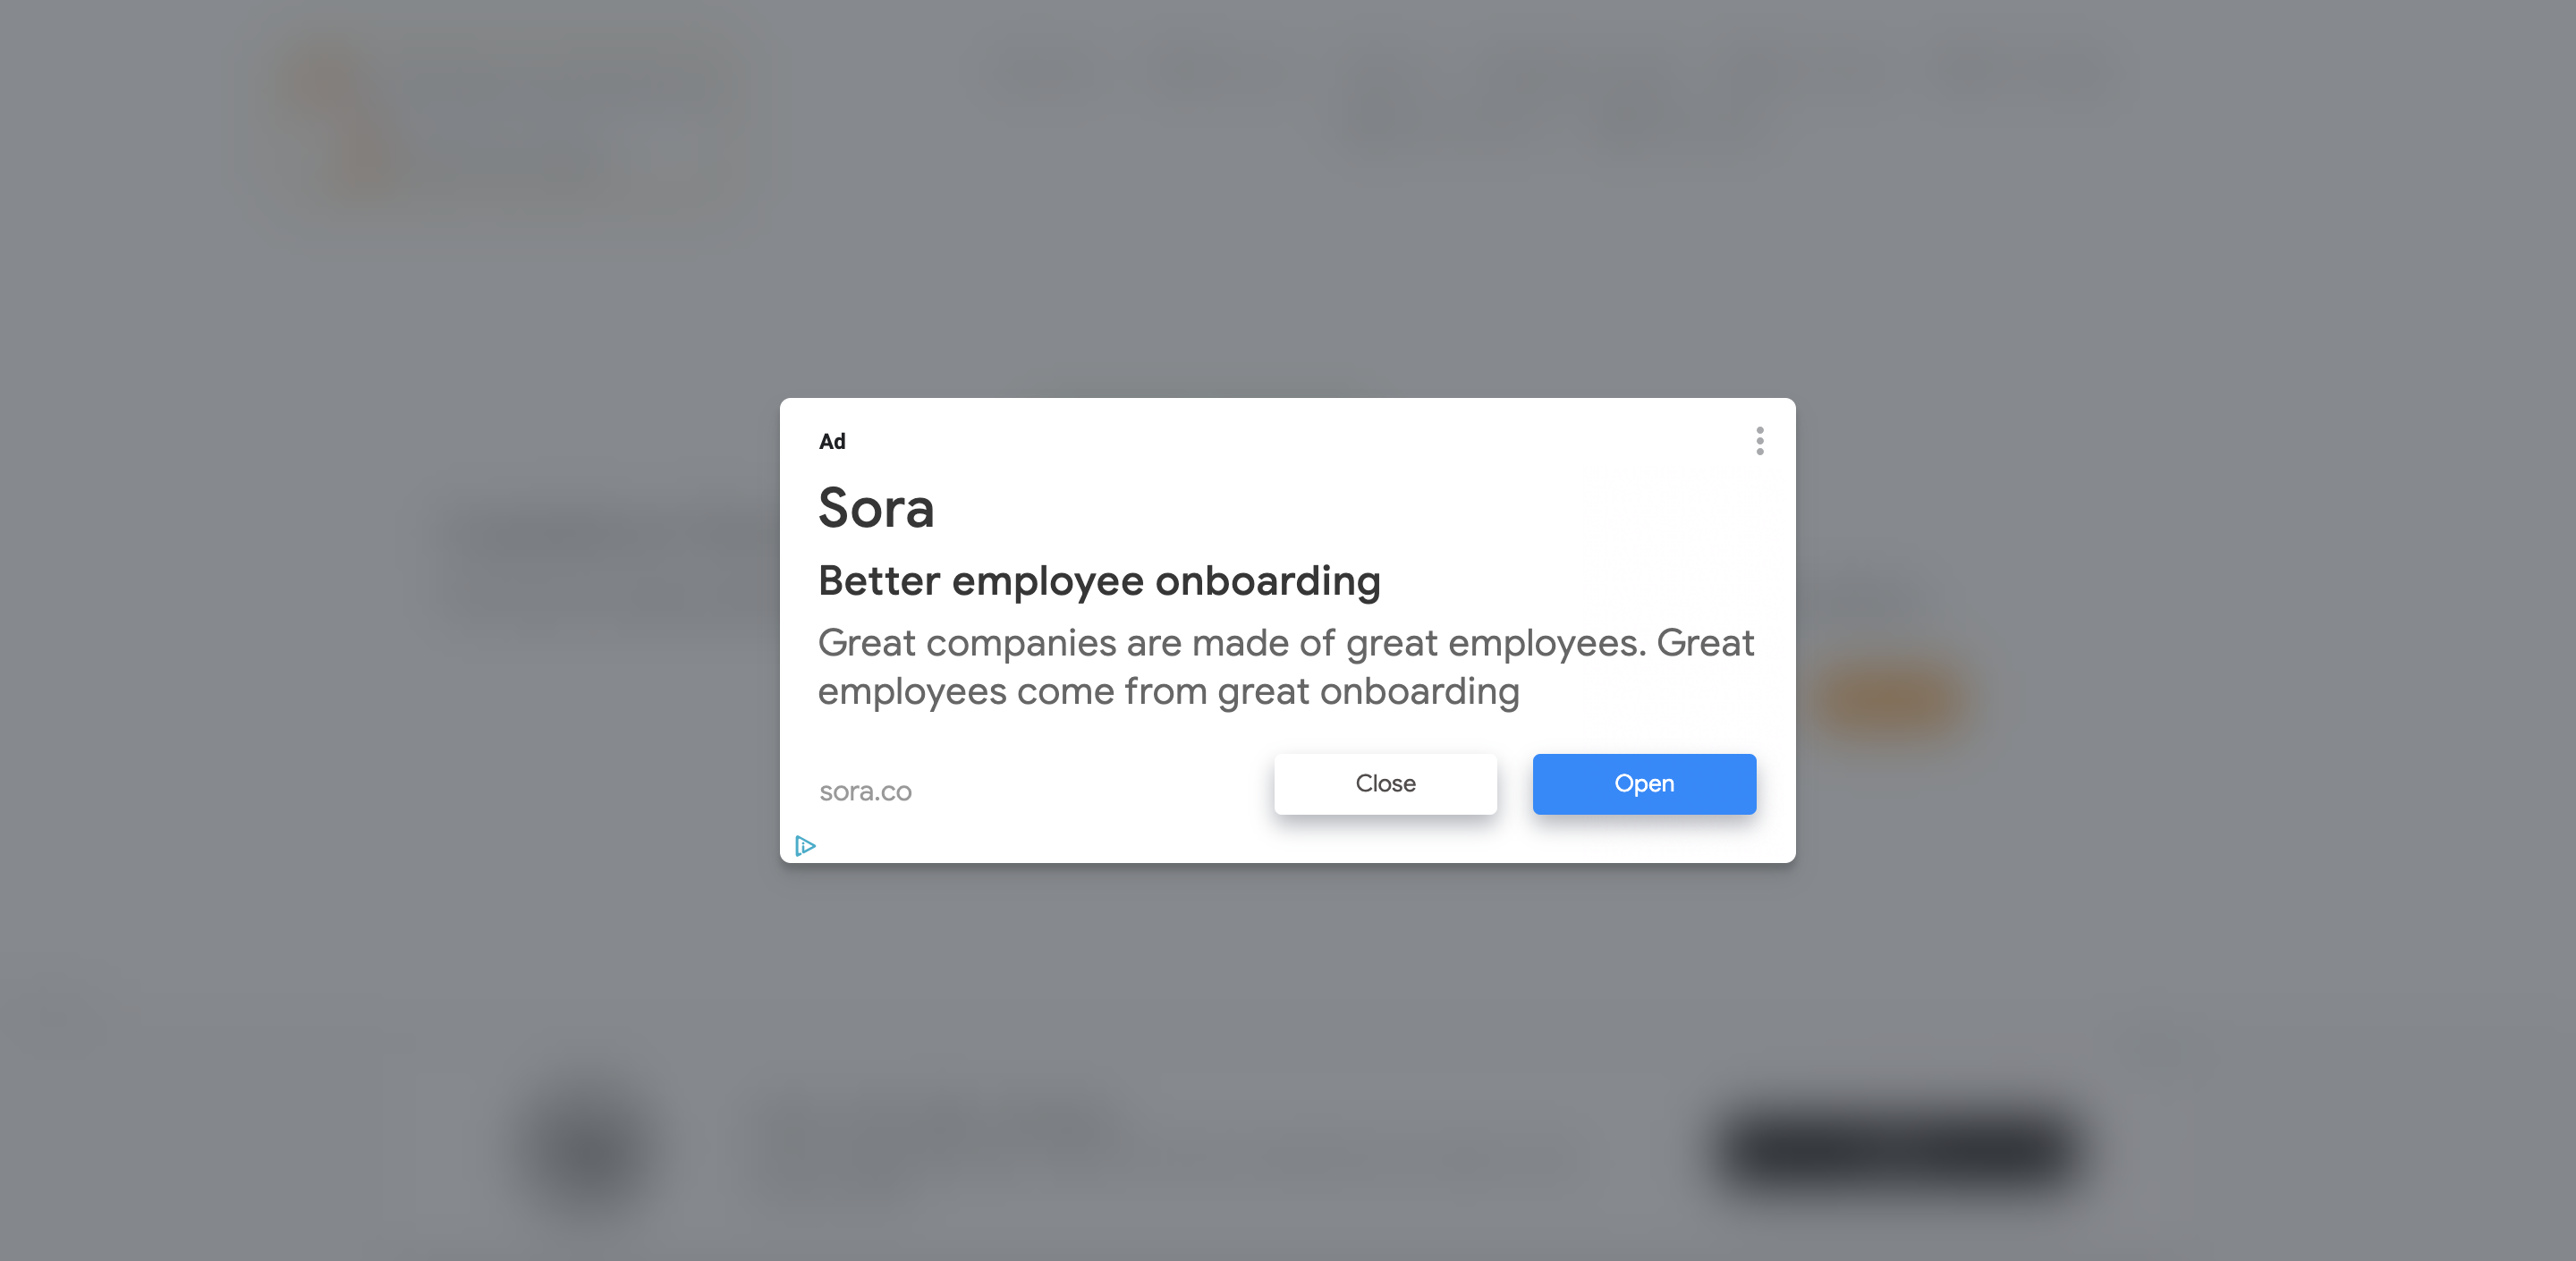 Ad
Sora
Better employee onboarding
Great companies are made of great employees. Great
employees come from great onboarding
sora.co
Close
Open